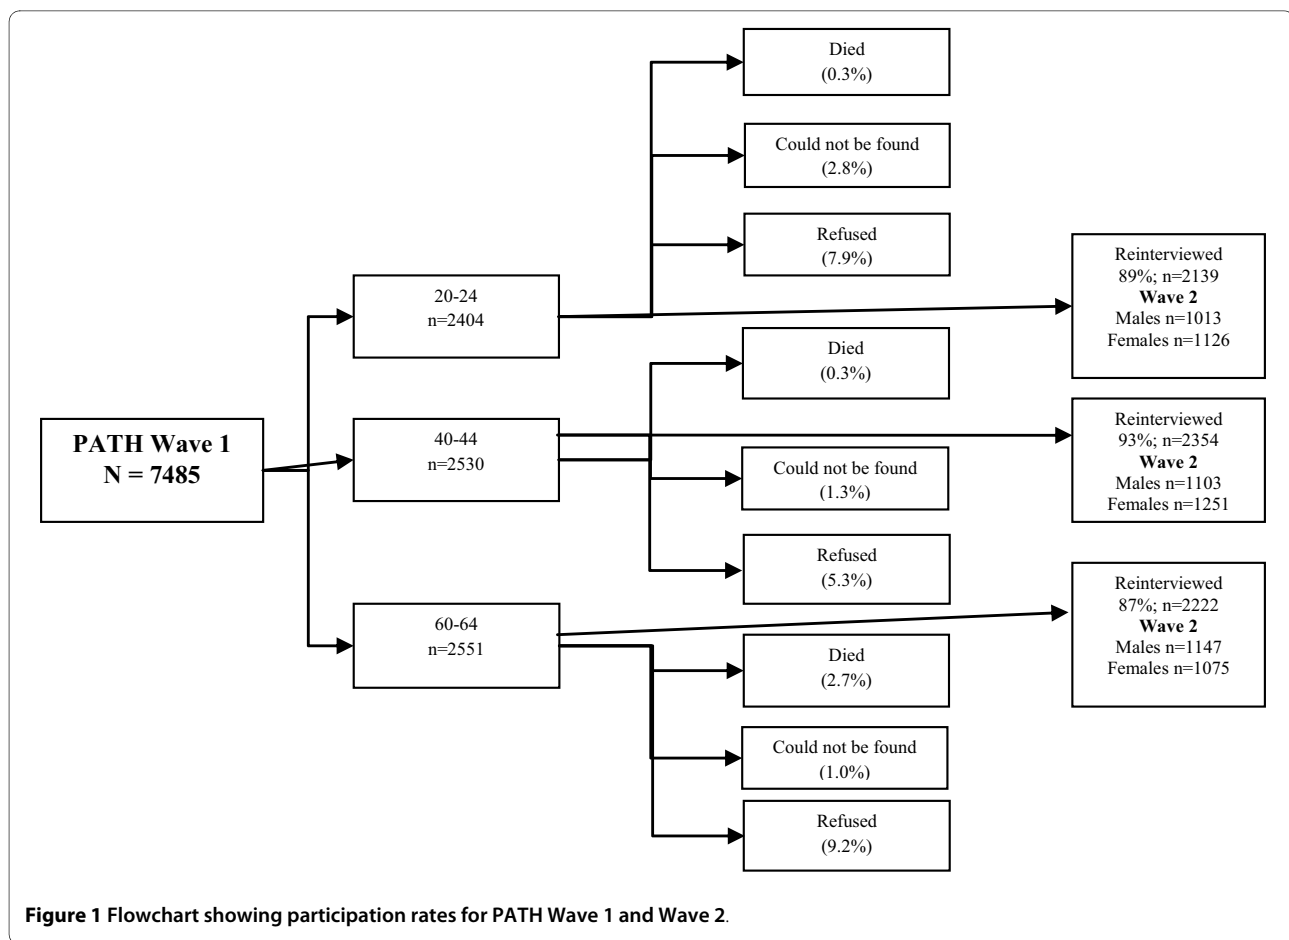 PATH Wave 1
N = 7485
20-24
n=2404
Died
(0.3%)
Could not be found
(2.8%)
Refused
(7.9%)
Reinterviewed
89%; n=2139
Wave 2
Males n=1013
Females n=1126
40-44
n=2530
Died
(0.3%)
Could not be found
(1.3%)
Refused
(5.3%)
Reinterviewed
93%; n=2354
Wave 2
Males n=1103
Females n=1251
60-64
n=2551
Died
(2.7%)
Could not be found
(1.0%)
Refused
(9.2%)
Reinterviewed
87%; n=2222
Wave 2
Males n=1147
Females n=1075
Figure 1 Flowchart showing participation rates for PATH Wave 1 and Wave 2.